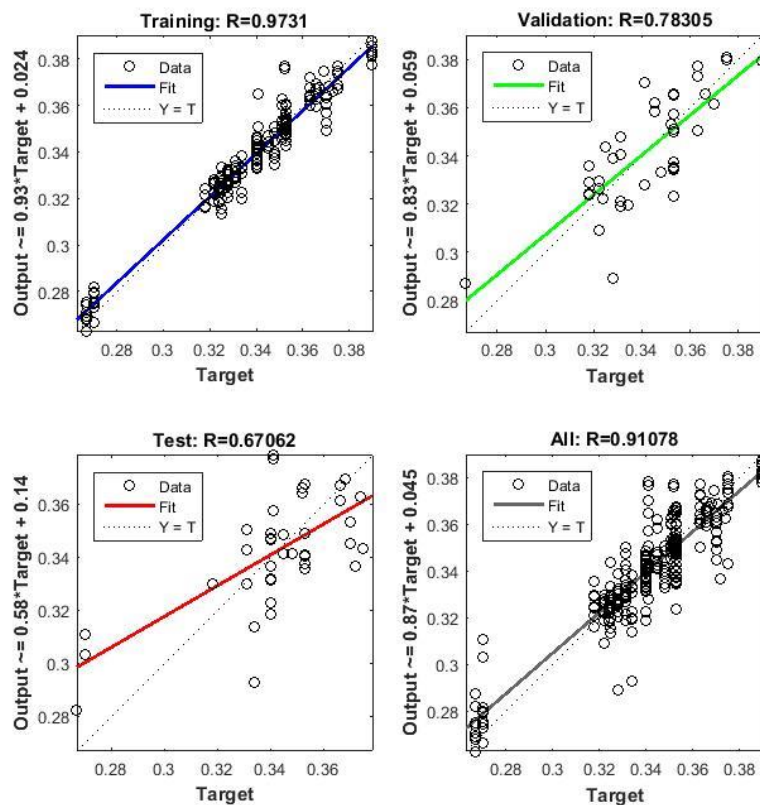 Training: R=0.9731
Output ~= 0.93*Target + 0.024
0.38
0.36
0.34
0.32
0.3
0.28
Data
Fit
Y = T
0.28 0.3 0.32 0.34 0.36 0.38
Target
Validation: R=0.78305
Output ~= 0.83*Target + 0.059
0.38
0.36
0.34
0.32
0.3
0.28
Data
Fit
Y = T
0.28 0.3 0.32 0.34 0.36 0.38
Target
Test: R=0.67062
Output ~= 0.58*Target + 0.14
0.36
0.34
0.32
0.3
0.28
Data
Fit
Y = T
0.28 0.3 0.32 0.34 0.36
Target
All: R=0.91078
Output ~= 0.87*Target + 0.045
0.38
0.36
0.34
0.32
0.3
0.28
Data
Fit
Y = T
0.28 0.3 0.32 0.34 0.36 0.38
Target